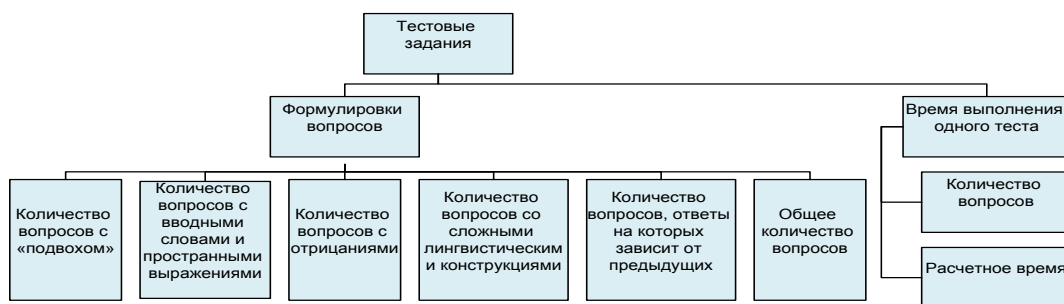 Тестовые
задания
Формулировки
вопросов
Время выполнения
одного теста
Количество
вопросов с
«подвохом»
Количество
вопросов с
вводными
словами и
пространными
выражениями
Количество
вопросов с
отрицаниями
Количество
вопросов со
сложными
лингвистическим
и конструкциями
Количество
вопросов, ответы
на которых
зависит от
предыдущих
Общее
количество
вопросов
Количество
вопросов
Расчетное время